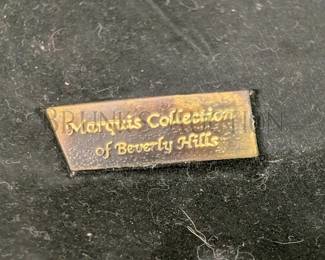 Marquis Collection
of Beverly Hills